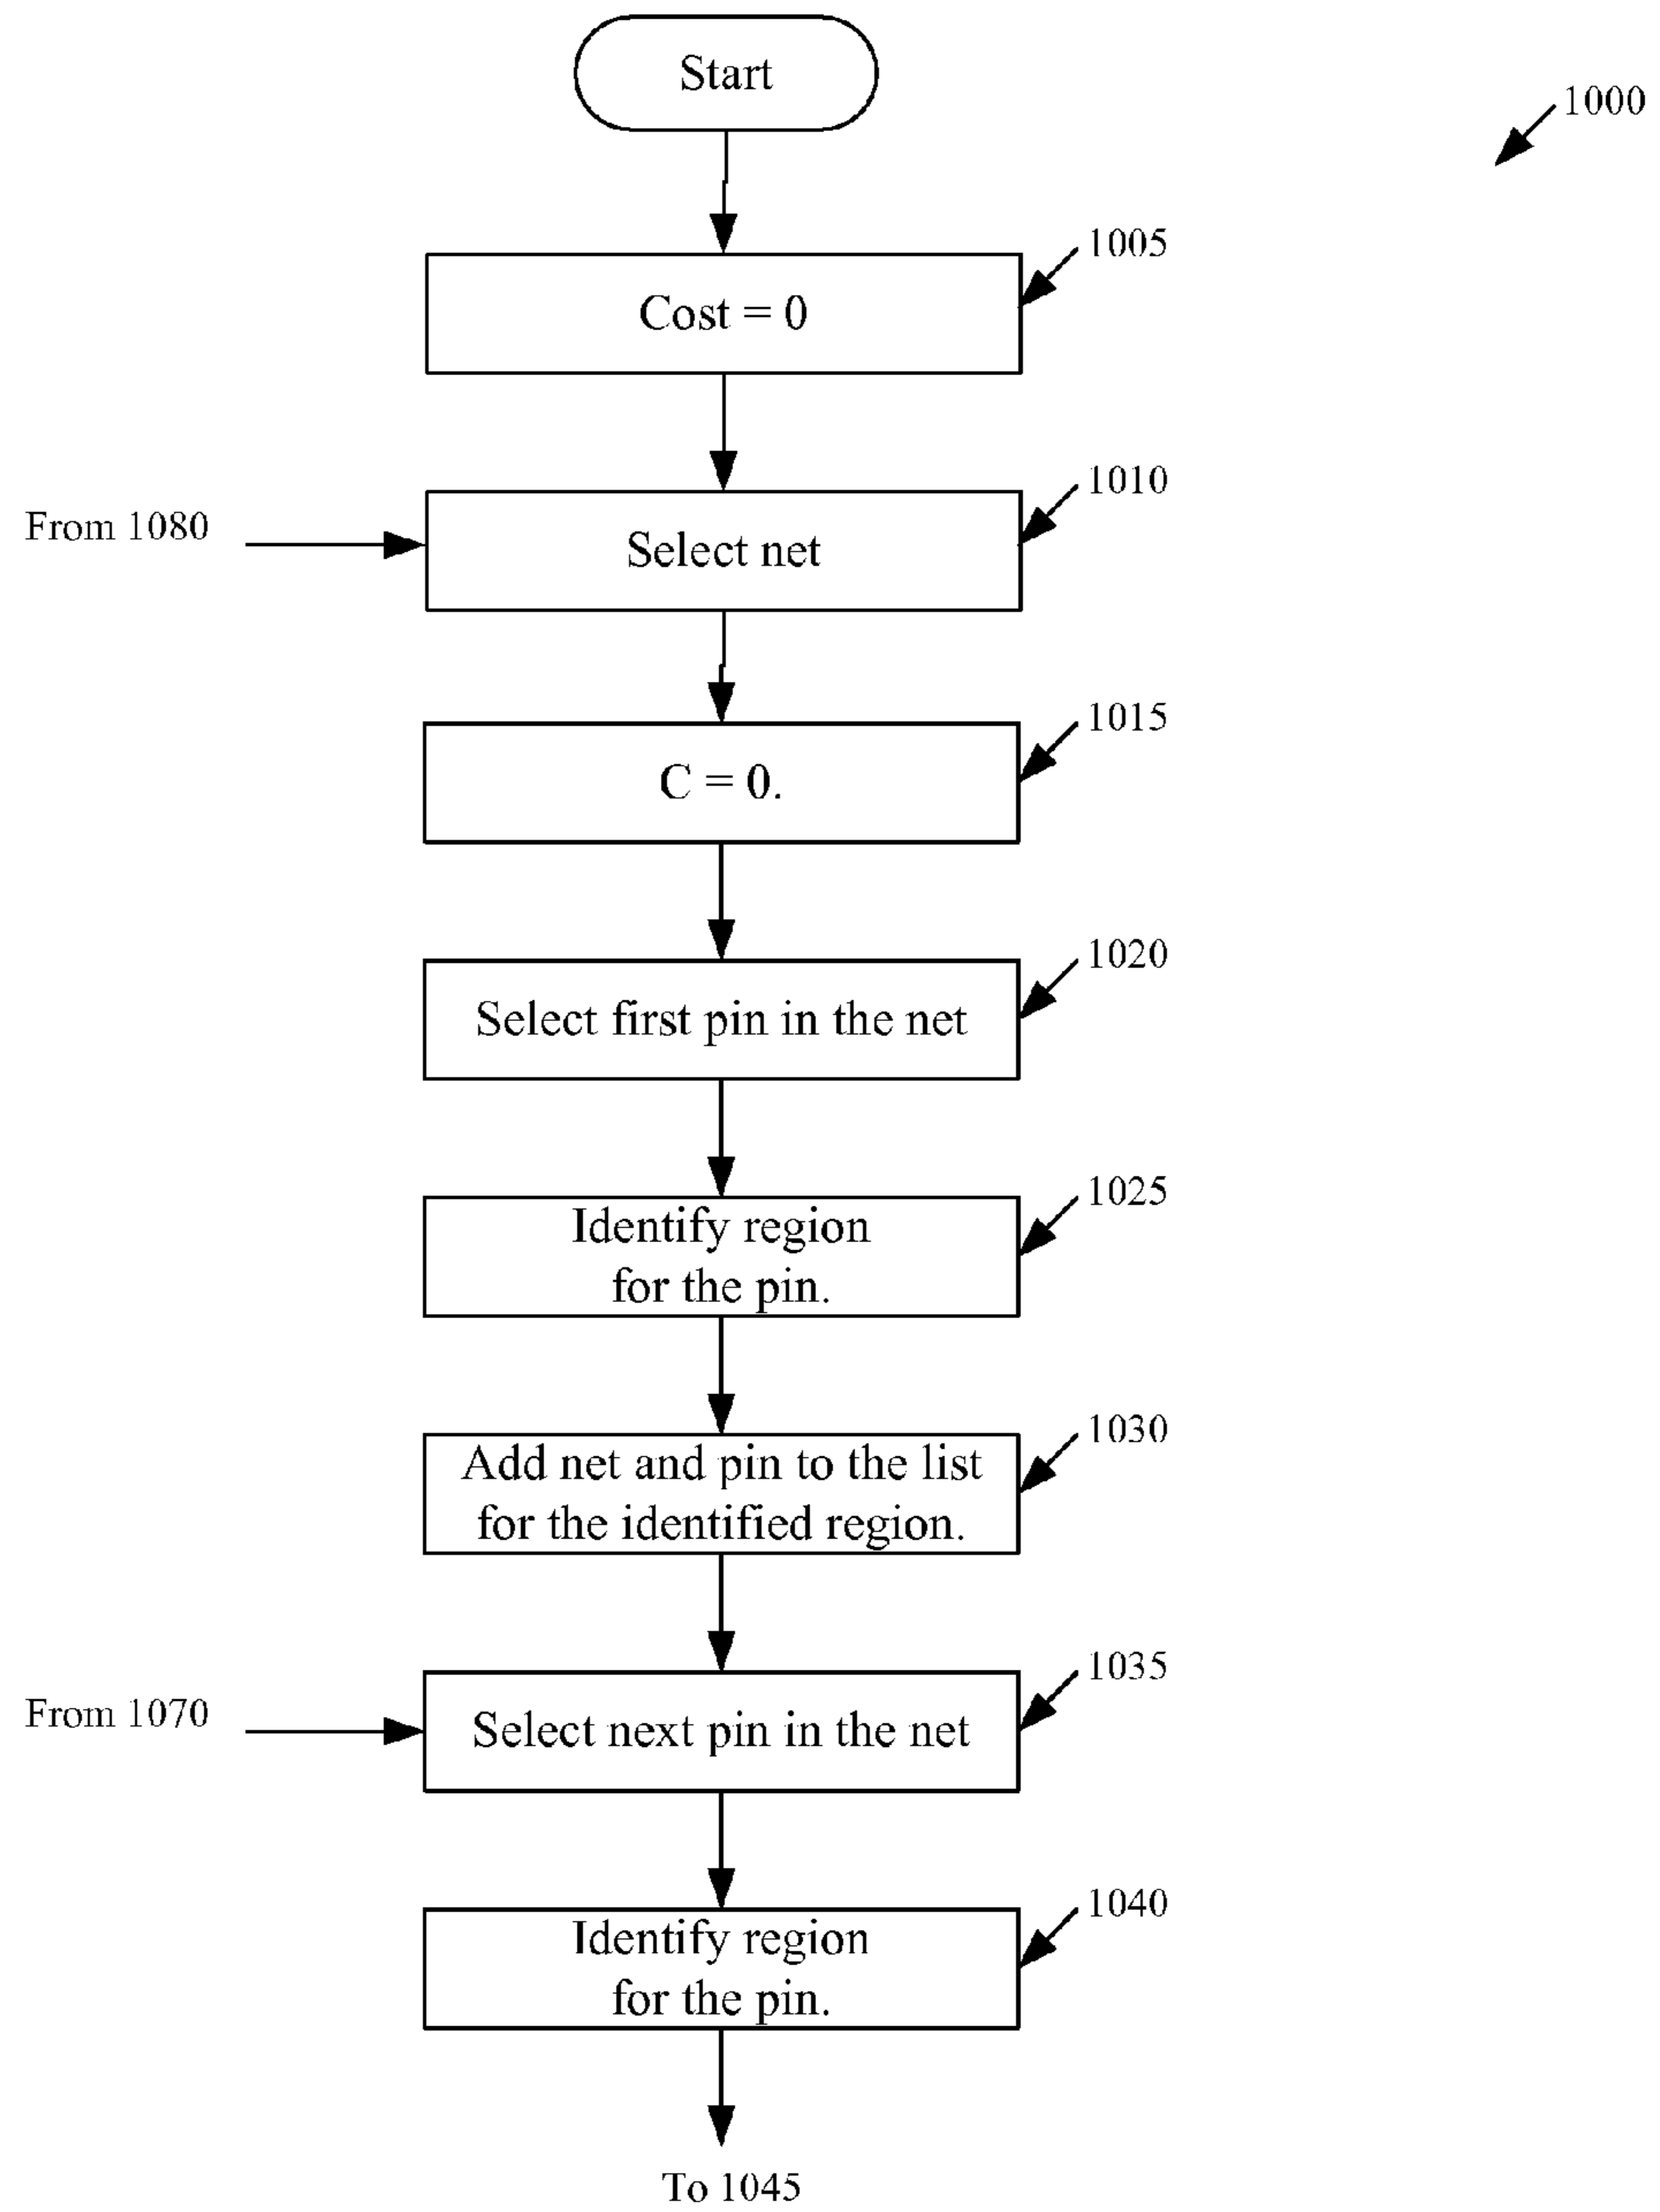 Start
1000
1005
Cost = 0
1010
From 1080
Select net
1015
C = 0.
1020
Select first pin in the net
1025
Identify region
for the pin.
1030
Add net and pin to the list
for the identified region.
1035
From 1070
Select next pin in the net
1040
Identify region
for the pin.
To 1045